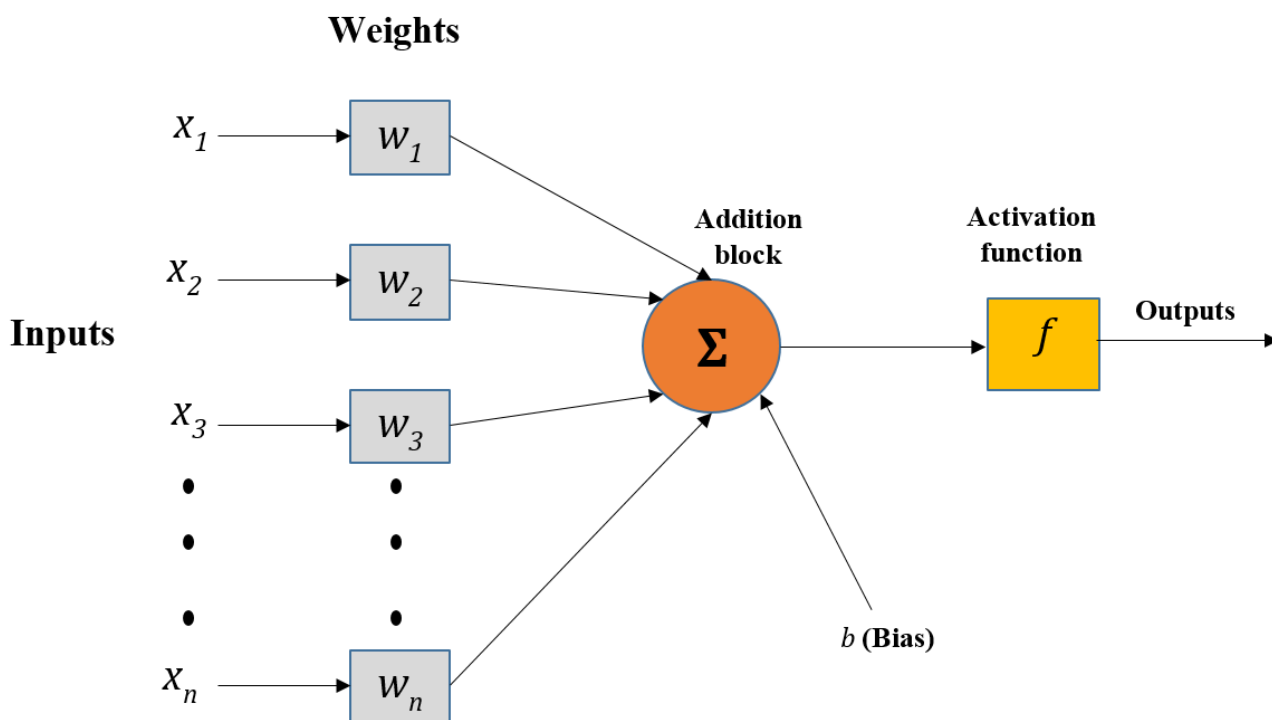 Weights
x1
w1
Addition
block
Activation
function
x2
w2
Inputs
Σ
f
Outputs
x3
w3
b (Bias)
xn
wn